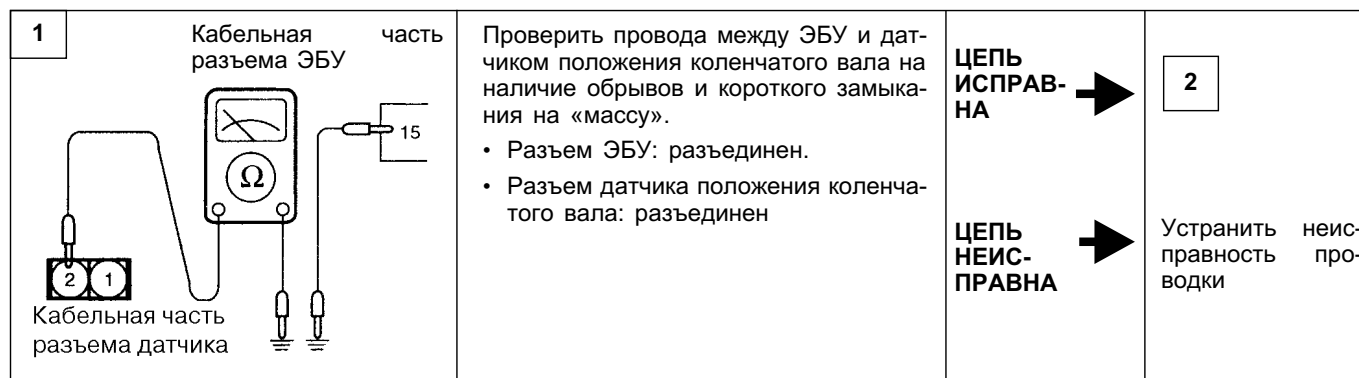 1
Кабельная часть
разъема ЭБУ
15
Ω
2 1
Кабельная часть
разъема датчика
Проверить провода между ЭБУ и дат-
чиком положения коленчатого вала на
наличие обрывов и короткого замыка-
ния на «массу».
• Разъем ЭБУ: разъединен.
• Разъем датчика положения коленча-
того вала: разъединен
ЦЕПЬ
ИСПРАВ-
НА
2
ЦЕПЬ
НЕИС-
ПРАВНА
Устранить неис-
правность про-
водки